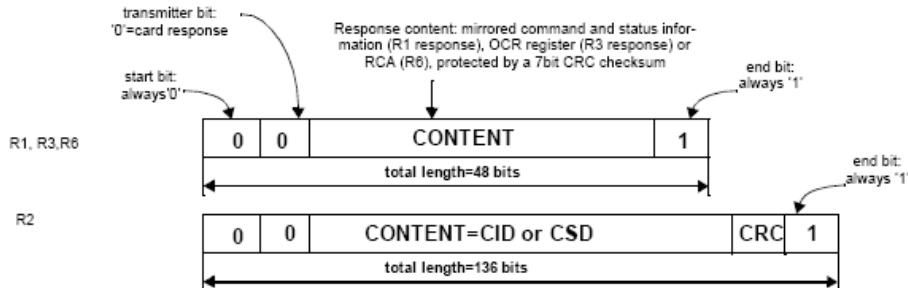 transmitter bit:
'0'=card response
Response content: mirrored command and status infor-
mation (R1 response), OCR register (R3 response) or
RCA (R6), protected by a 7bit CRC checksum
start bit:
always'0'
end bit:
always '1'
R1, R3,R6
0 0 CONTENT 1
total length=48 bits
end bit:
always '1'
R2
0 0 CONTENT=CID or CSD CRC 1
total length=136 bits